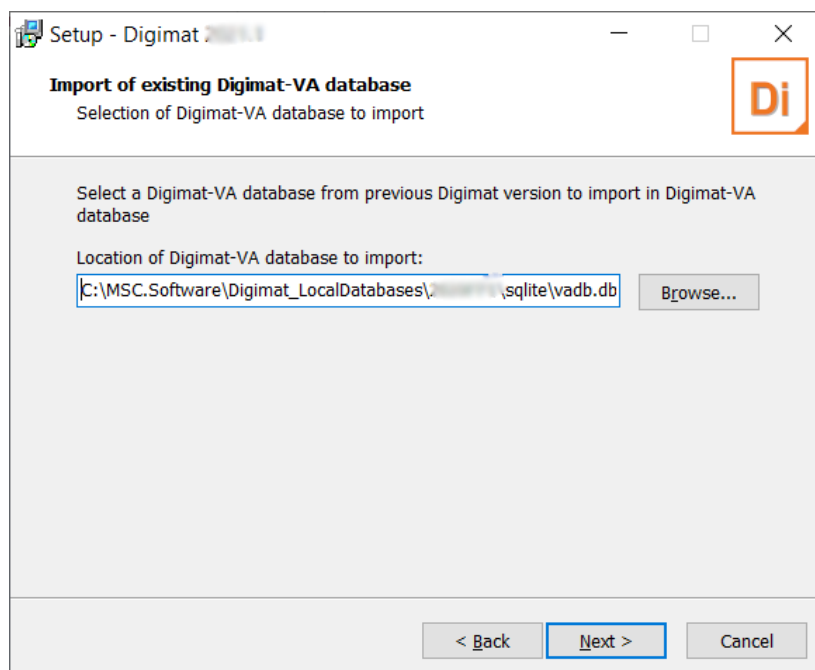 Setup - Digimat
Import of existing Digimat-VA database
Selection of Digimat-VA database to import
Di
Select a Digimat-VA database from previous Digimat version to import in Digimat-VA
database
Location of Digimat-VA database to import:
C:\MSC.Software\Digimat_LocalDatabases\ \sqlite\vadb.db
Browse...
< Back
Next >
Cancel